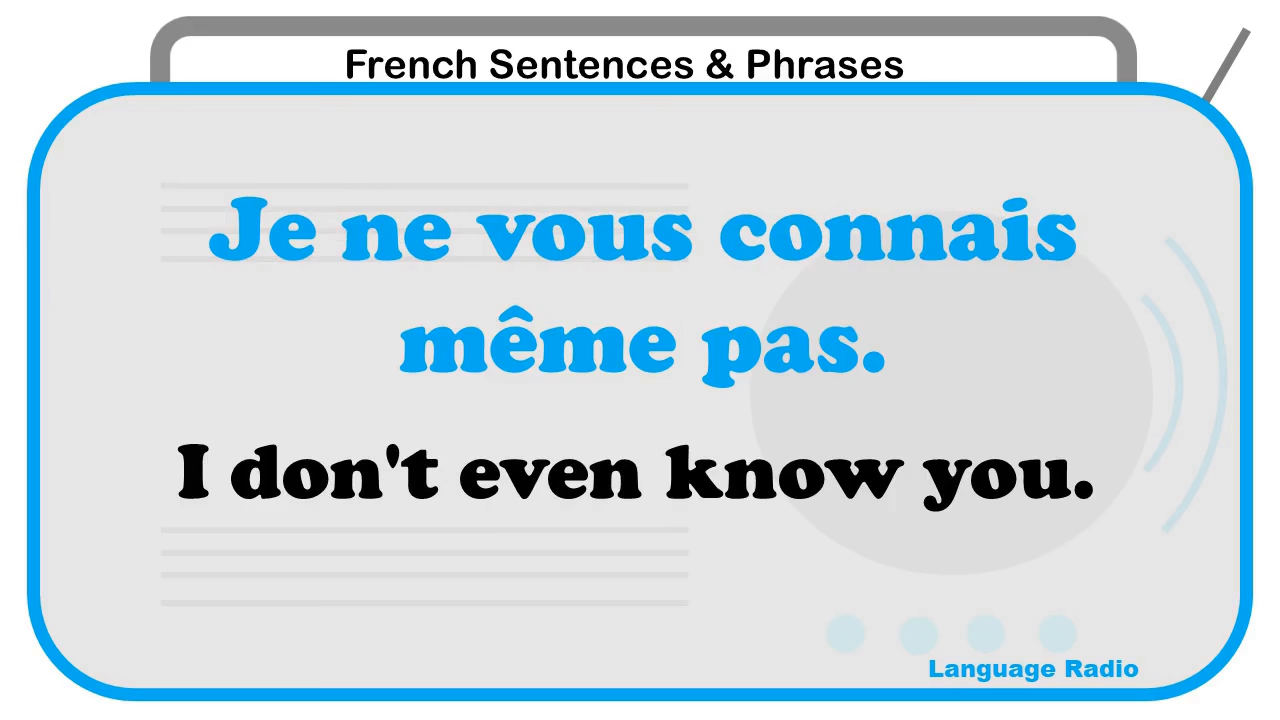 French Sentences & Phrases
Je ne vous connais
même pas.
I don't even know you.
Language Radio